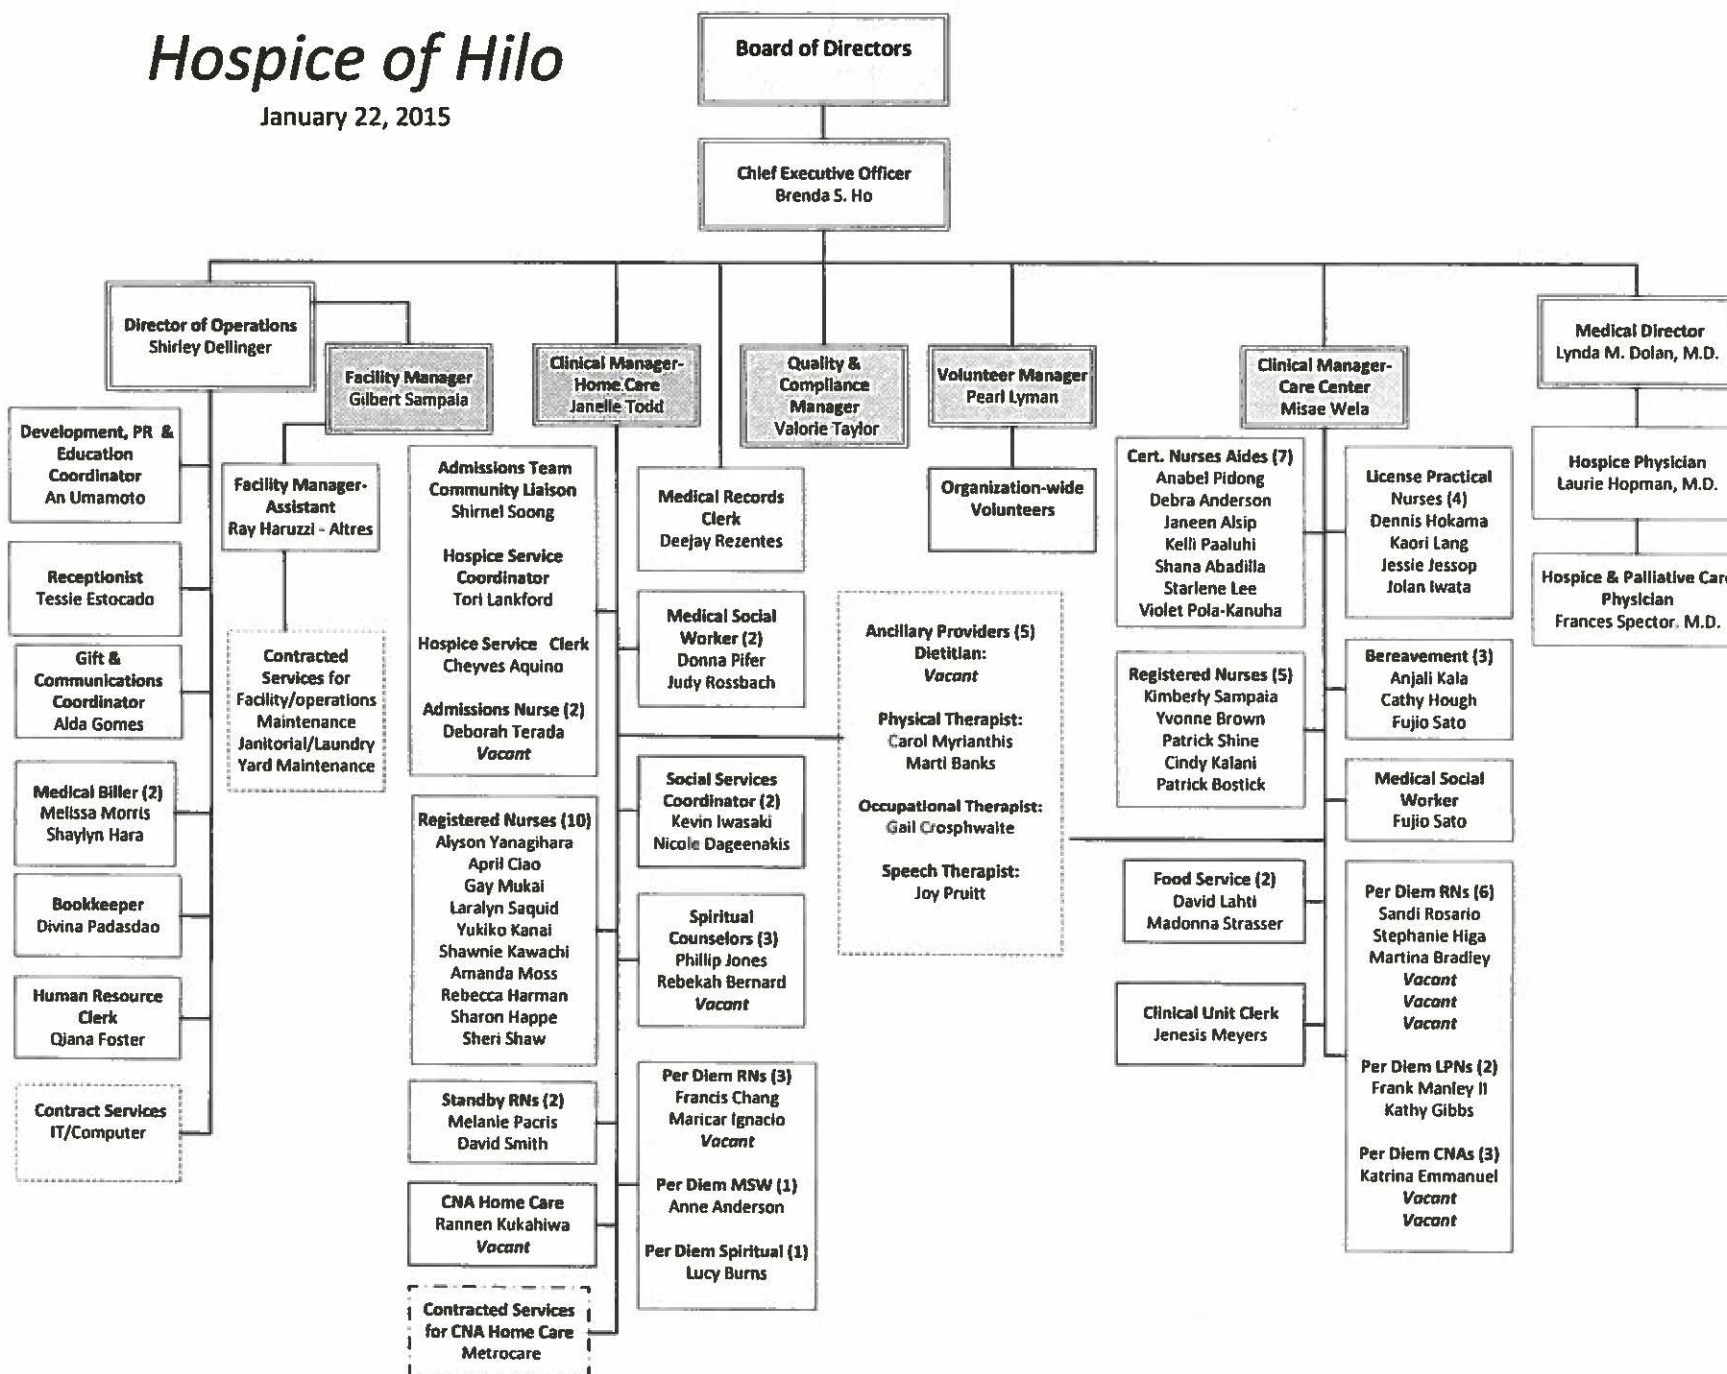 Hospice of Hilo
January 22, 2015
Board of Directors
Chief Executive Officer
Brenda S. Ho
Director of Operations
Shirley Dellinger
Facility Manager
Gilbert Sampaia
Clinical Manager-
Home Care
Janelle Todd
Quality &
Compliance
Manager
Valorie Taylor
Volunteer Manager
Pearl Lyman
Clinical Manager-
Care Center
Misae Wela
Medical Director
Lynda M. Dolan, M.D.
Development, PR &
Education
Coordinator
An Umamoto
Receptionist
Tessie Estocado
Gift &
Communications
Coordinator
Alda Gomes
Medical Biller (2)
Melissa Morris
Shaylyn Hara
Bookkeeper
Divina Padasdao
Human Resource
Clerk
Qiana Foster
Contract Services
IT/Computer
Facility Manager-
Assistant
Ray Haruzzi - Altres
Contracted
Services for
Facility/operations
Maintenance
Janitorial/Laundry
Yard Maintenance
Admissions Team
Community Liaison
Shirnel Soong
Hospice Service
Coordinator
Tori Lankford
Hospice Service Clerk
Cheyves Aquino
Admissions Nurse (2)
Deborah Terada
Vacant
Registered Nurses (10)
Alyson Yanagihara
April Ciao
Gay Mukai
Laralyn Saquid
Yukiko Kanai
Shawnie Kawachi
Amanda Moss
Rebecca Harman
Sharon Happe
Sheri Shaw
Standby RNs (2)
Melanie Pacris
David Smith
CNA Home Care
Rannen Kukahiwa
Vacant
Contracted Services
for CNA Home Care
Metrocare
Medical Records
Clerk
Deejay Rezentes
Medical Social
Worker (2)
Donna Pifer
Judy Rossbach
Social Services
Coordinator (2)
Kevin Iwasaki
Nicole Dageenakis
Spiritual
Counselors (3)
Phillip Jones
Rebekah Bernard
Vacant
Per Diem RNs (3)
Francis Chang
Maricar Ignacio
Vacant
Per Diem MSW (1)
Anne Anderson
Per Diem Spiritual (1)
Lucy Burns
Ancillary Providers (5)
Dietitian:
Vacant
Physical Therapist:
Carol Myrianthis
Marti Banks
Occupational Therapist:
Gail Crosphwaite
Speech Therapist:
Joy Pruitt
Organization-wide
Volunteers
Cert. Nurses Aides (7)
Anabel Pidong
Debra Anderson
Janeen Alsip
Kelli Paaluhi
Shana Abadilla
Starlene Lee
Violet Pola-Kanuha
Registered Nurses (5)
Kimberly Sampaia
Yvonne Brown
Patrick Shine
Cindy Kalani
Patrick Bostick
Food Service (2)
David Lahti
Madonna Strasser
Clinical Unit Clerk
Jenesis Meyers
License Practical
Nurses (4)
Dennis Hokama
Kaori Lang
Jessie Jessop
Jolan Iwata
Bereavement (3)
Anjali Kala
Cathy Hough
Fujio Sato
Medical Social
Worker
Fujio Sato
Per Diem RNs (6)
Sandi Rosario
Stephanie Higa
Martina Bradley
Vacant
Vacant
Vacant
Per Diem LPNs (2)
Frank Manley II
Kathy Gibbs
Per Diem CNAs (3)
Katrina Emmanuel
Vacant
Vacant
Hospice Physician
Laurie Hopman, M.D.
Hospice & Palliative Care
Physician
Frances Spector, M.D.